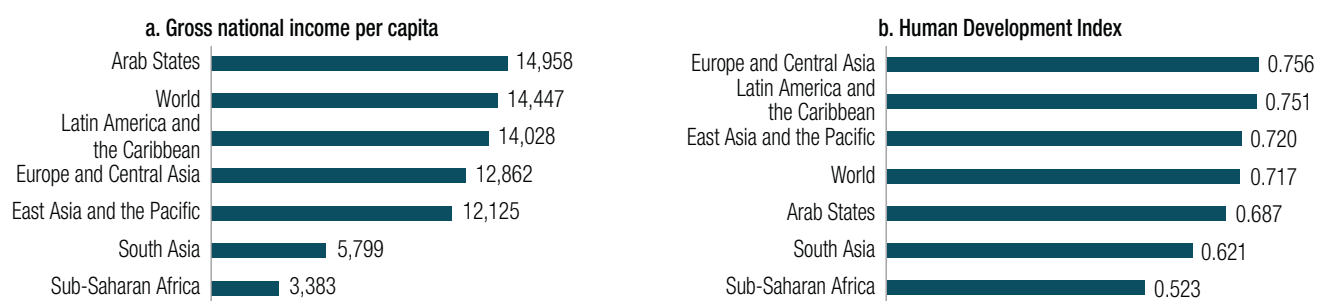 a. Gross national income per capita
Arab States 14,958
World 14,447
Latin America and
the Caribbean 14,028
Europe and Central Asia 12,862
East Asia and the Pacific 12,125
South Asia 5,799
Sub-Saharan Africa 3,383
b. Human Development Index
Europe and Central Asia 0.756
Latin America and
the Caribbean 0.751
East Asia and the Pacific 0.720
World 0.717
Arab States 0.687
South Asia 0.621
Sub-Saharan Africa 0.523